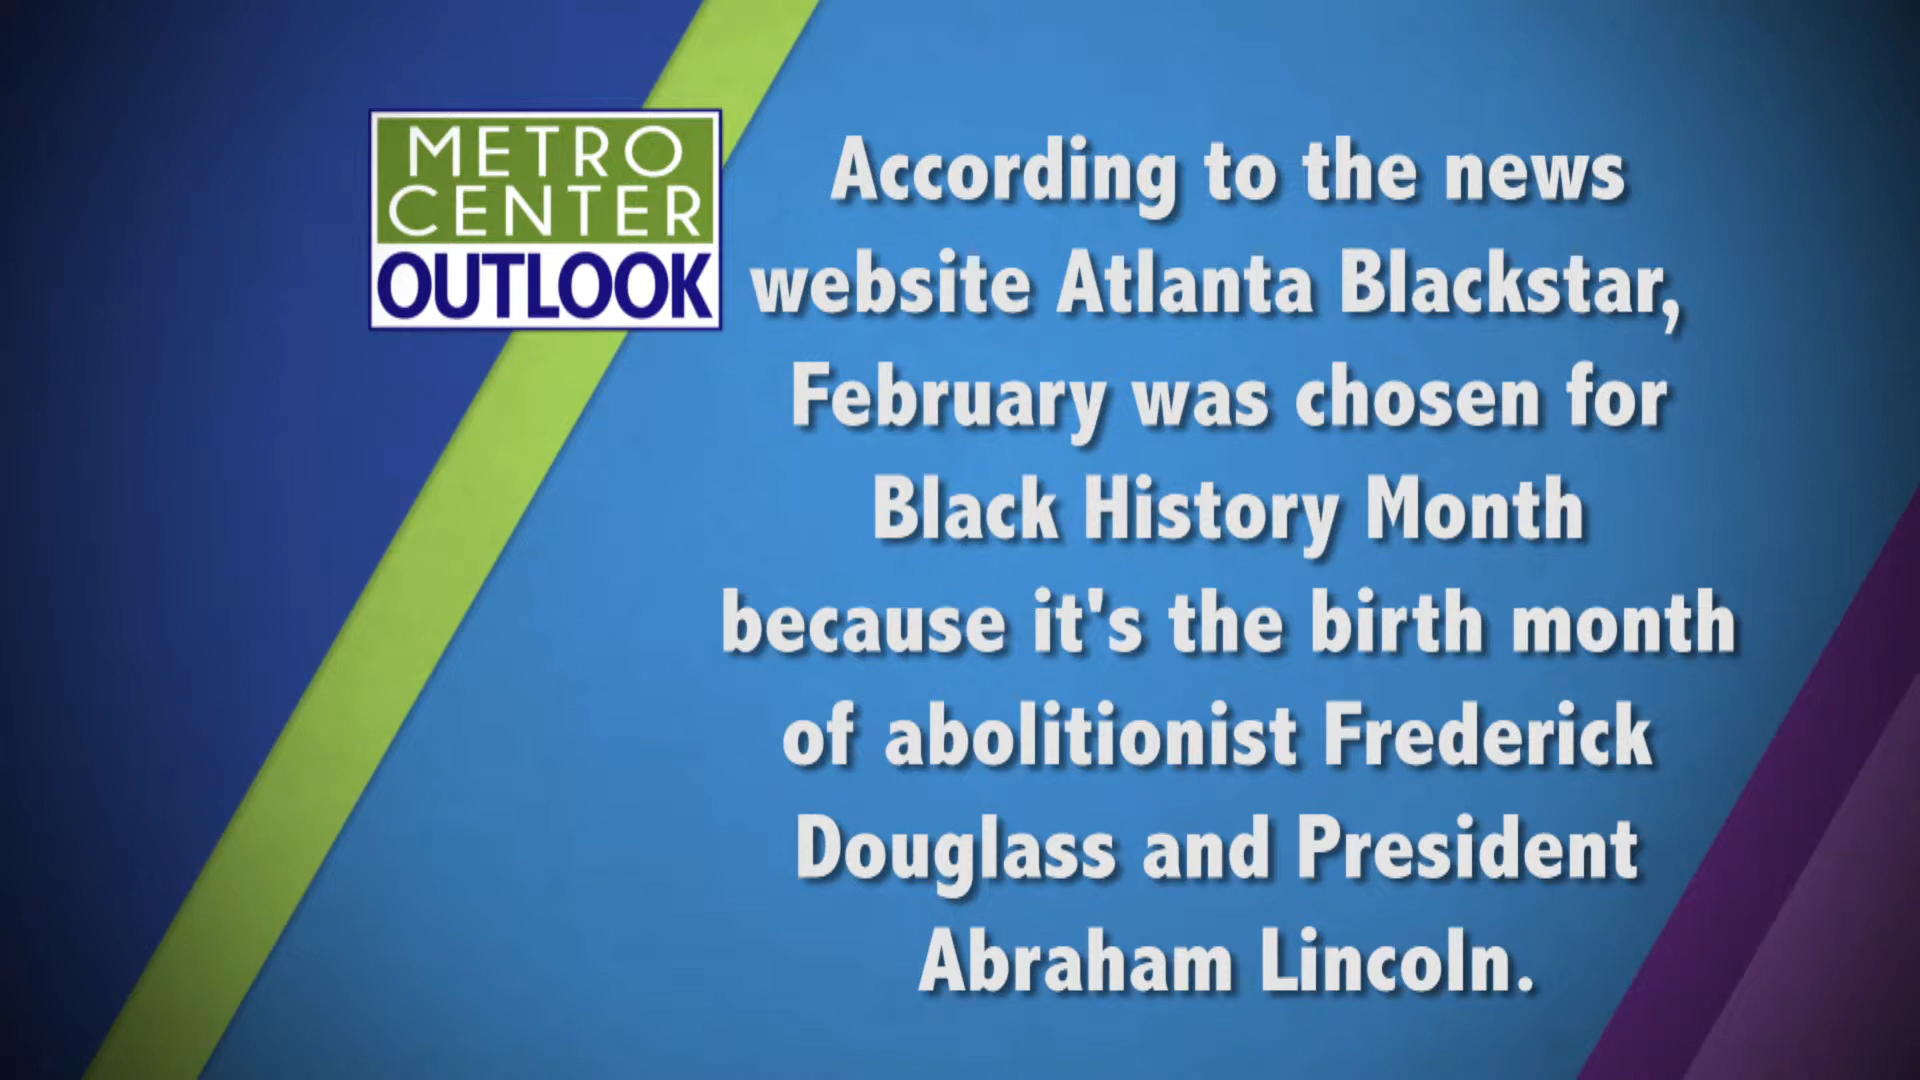 METRO
CENTER
OUTLOOK
According to the news
website Atlanta Blackstar,
February was chosen for
Black History Month
because it's the birth month
of abolitionist Frederick
Douglass and President
Abraham Lincoln.